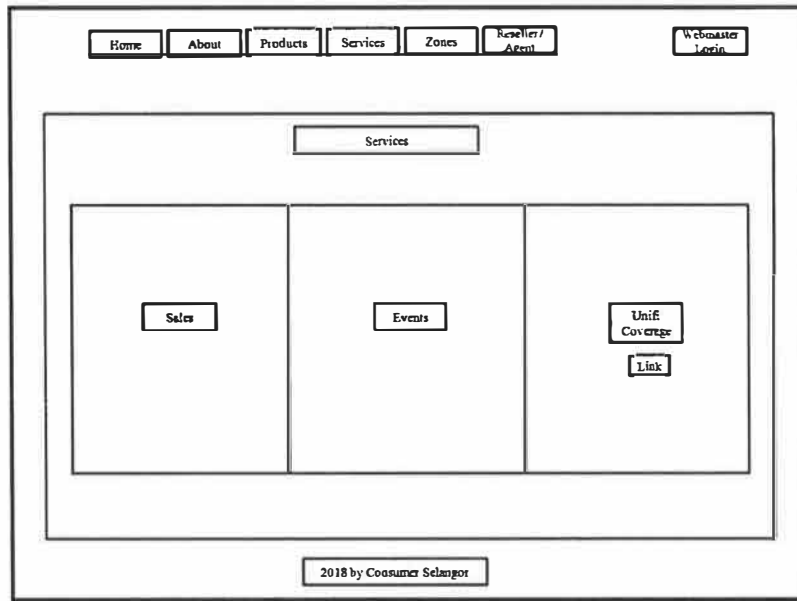 Home
About
Products
Services
Zones
Reseller/
Agent
Webmaster
Login
Services
Sales
Events
Unifi
Coverage
Link
2018 by Consumer Selangor